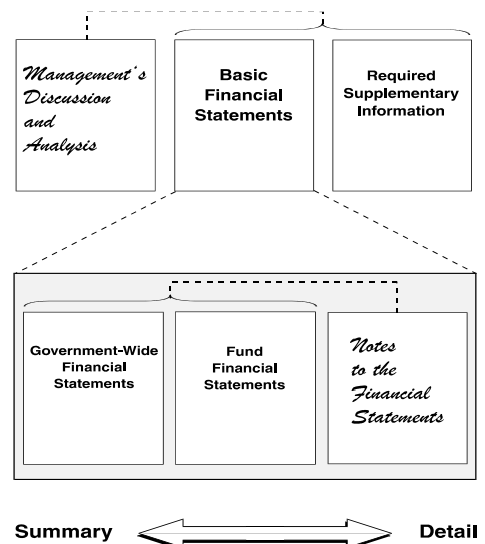 Management's
Discussion
and
Analysis
Basic
Financial
Statements
Required
Supplementary
Information
Government-Wide
Financial
Statements
Fund
Financial
Statements
Notes
to the
Financial
Statements
Summary
Detail